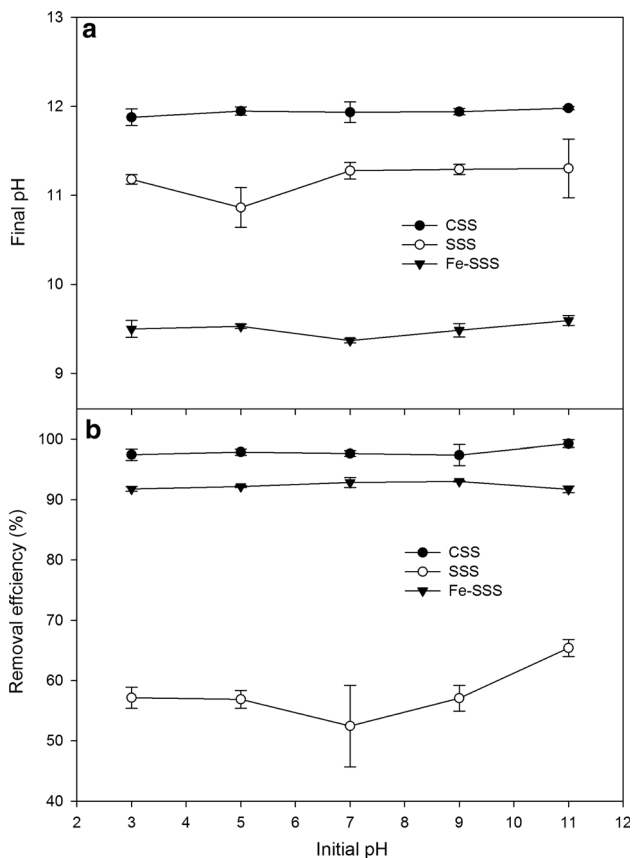 a
13
12
11
10
9
Final pH
CSS
SSS
Fe-SSS
b
100
90
80
70
60
50
40
Removal effciency (%)
CSS
SSS
Fe-SSS
2 3 4 5 6 7 8 9 10 11 12
Initial pH